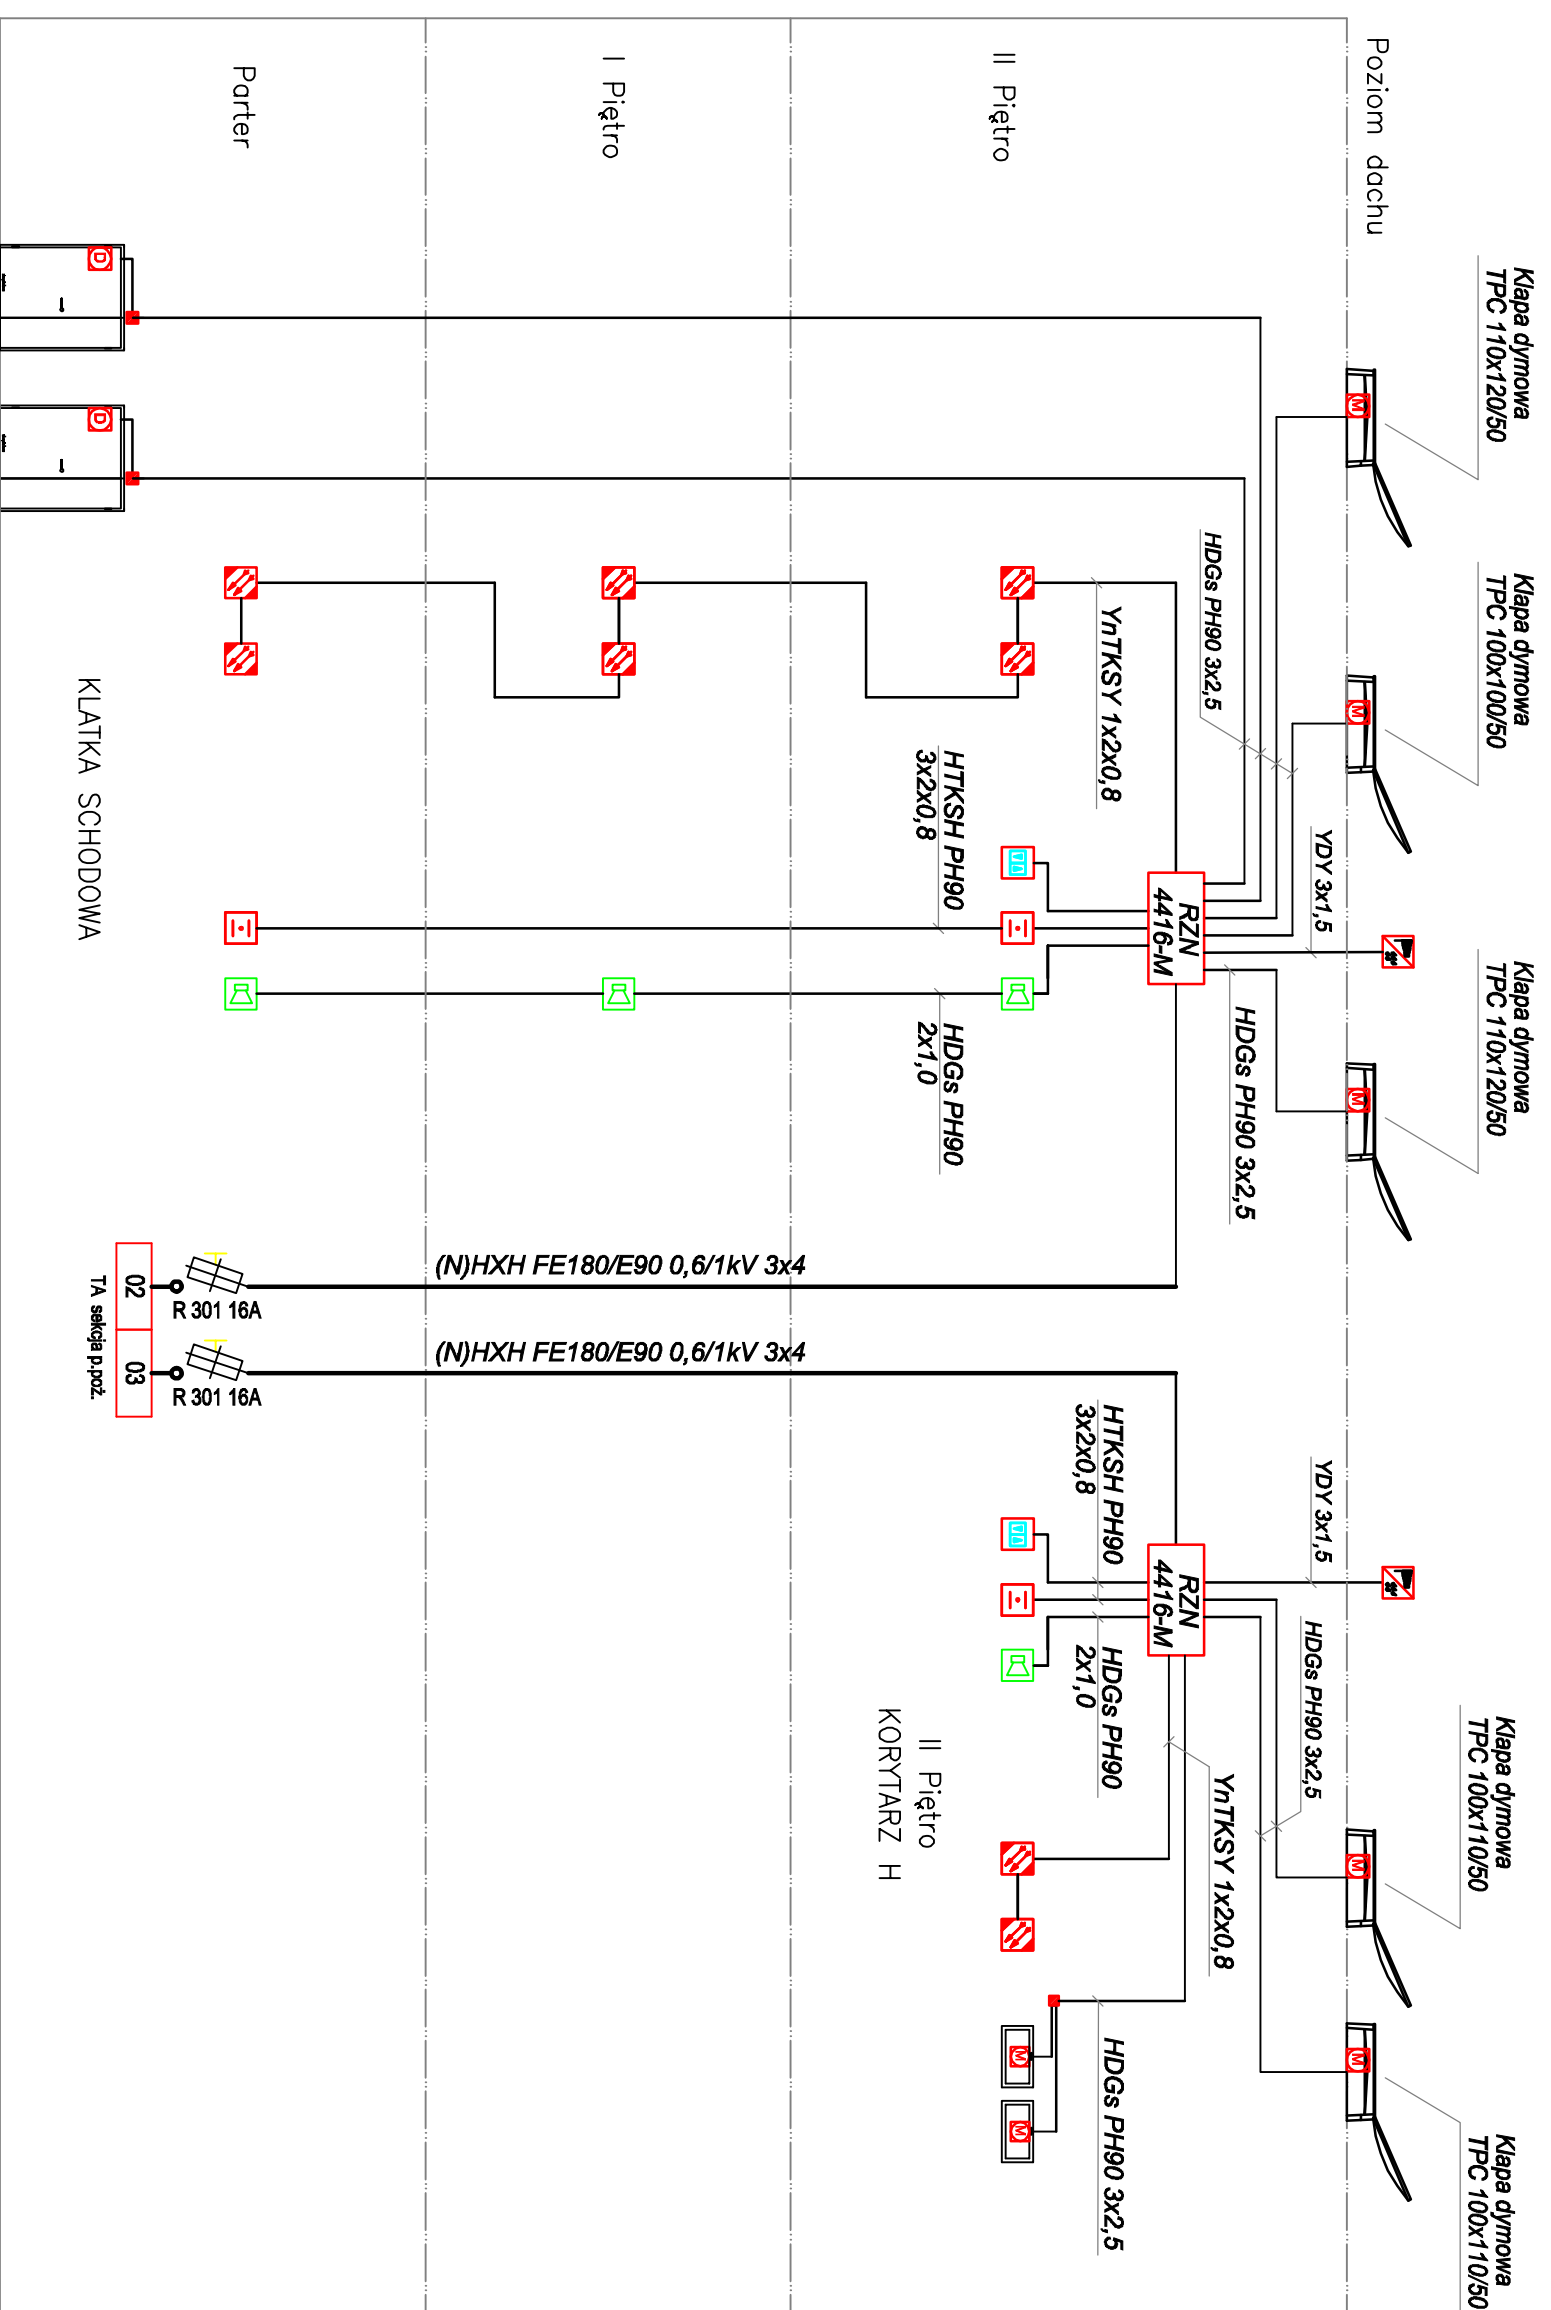 Klapa dymowa
TPC 110x120/50
Klapa dymowa
TPC 100x100/50
Klapa dymowa
TPC 110x120/50
Klapa dymowa
TPC 100x110/50
Klapa dymowa
TPC 100x110/50
Poziom dachu
M
M
M
M
M
YDY 3x1,5
YDY 3x1,5
HDGs PH90 3x2,5
HDGs PH90 3x2,5
HDGs PH90 3x2,5
RZN
4416-M
RZN
4416-M
YnTKSY 1x2x0,8
YnTKSY 1x2x0,8
II Piętro
HTKSH PH90
3x2x0,8
HDGs PH90
2x1,0
HTKSH PH90
3x2x0,8
HDGs PH90
2x1,0
HDGs PH90 3x2,5
M
M
II Piętro
KORYTARZ H
I Piętro
(N)HXH FE180/E90 0,6/1kV 3x4
(N)HXH FE180/E90 0,6/1kV 3x4
Parter
R 301 16A
R 301 16A
D
D
02
03
TA sekcja p.poż.
KLATKA SCHODOWA